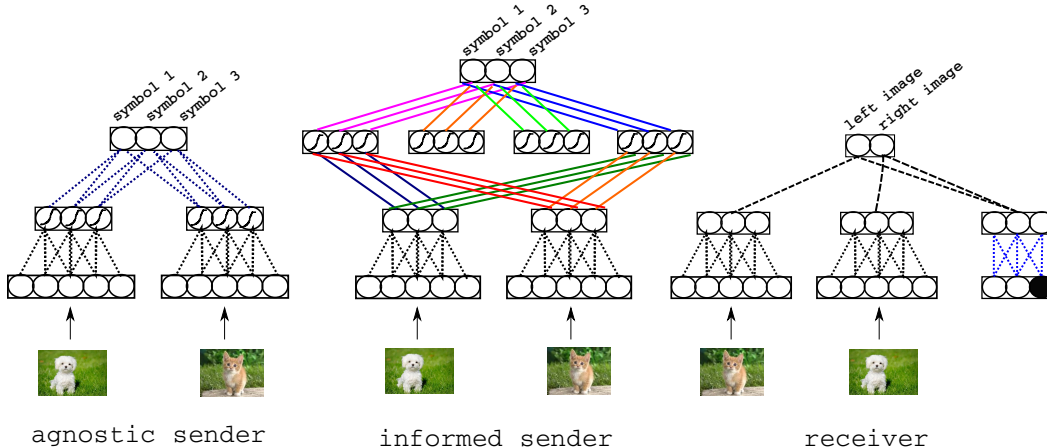 symbol 1
symbol 2
symbol 3
symbol 1
symbol 2
symbol 3
left image
right image
agnostic sender
informed sender
receiver